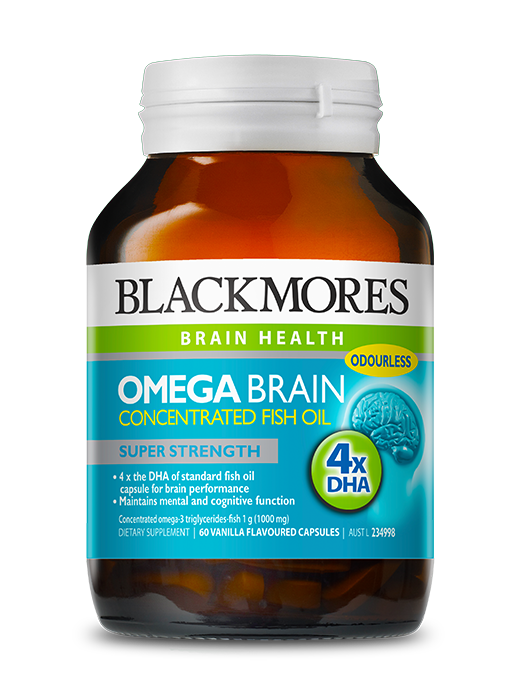 BLACKMORES
BRAIN HEALTH
ODOURLESS
OMEGA BRAIN
CONCENTRATED FISH OIL
SUPER STRENGTH
4x
DHA
• 4 x the DHA of standard fish oil
capsule for brain performance
• Maintains mental and cognitive function
Concentrated omega-3 triglycerides-fish 1 g (1000 mg)
DIETARY SUPPLEMENT | 60 VANILLA FLAVOURED CAPSULES | AUST L 234998